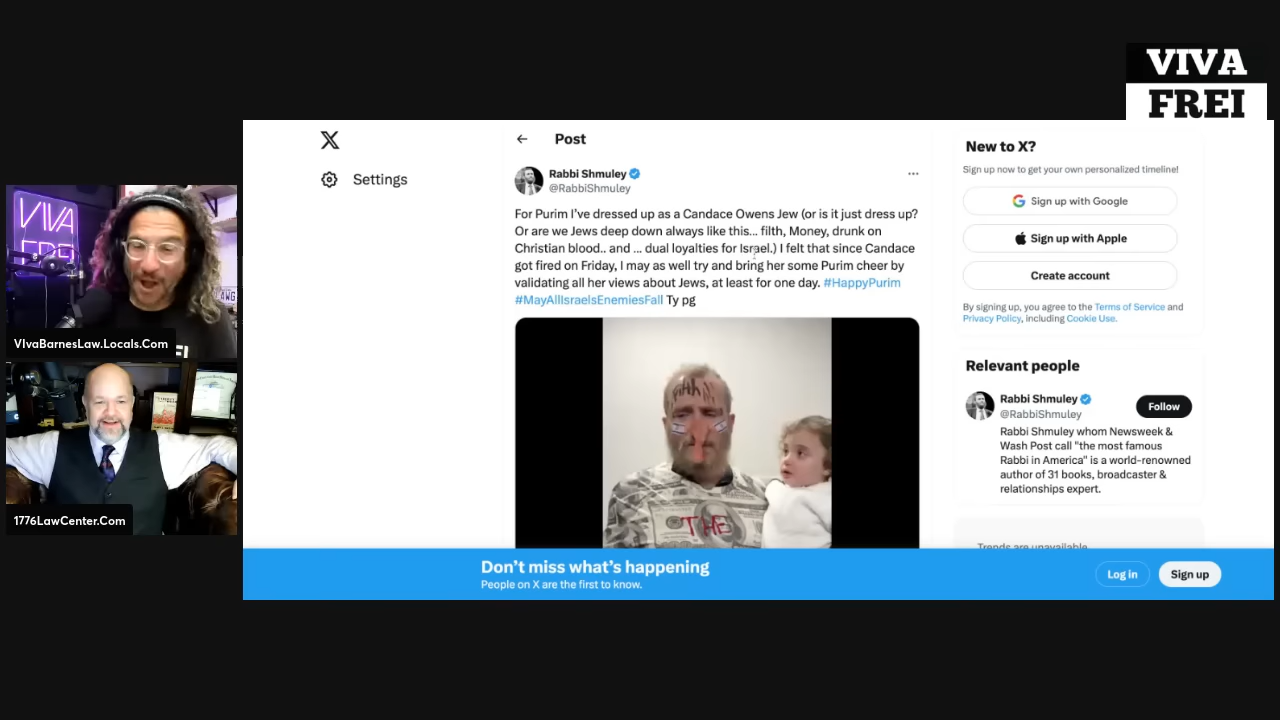 VIVA
FREI
VIVA
FREI
VIvaBarnesLaw.Locals.Com
1776LawCenter.Com
Settings
Post
Rabbi Shmuley
@RabbiShmuley
For Purim I've dressed up as a Candace Owens Jew (or is it just dress up?
Or are we Jews deep down always like this... filth, Money, drunk on
Christian blood.. and ... dual loyalties for Israel.) I felt that since Candace
got fired on Friday, I may as well try and bring her some Purim cheer by
validating all her views about Jews, at least for one day. #HappyPurim
#MayAllIsraelsEnemiesFall Ty pg
THE
New to X?
Sign up now to get your own personalized timeline!
Sign up with Google
Sign up with Apple
Create account
By signing up, you agree to the Terms of Service and
Privacy Policy, including Cookie Use.
Relevant people
Rabbi Shmuley
@RabbiShmuley
Follow
Rabbi Shmuley whom Newsweek &
Wash Post call "the most famous
Rabbi in America" is a world-renowned
author of 31 books, broadcaster &
relationships expert.
Trends are unavailable.
Don't miss what's happening
People on X are the first to know.
Log in
Sign up